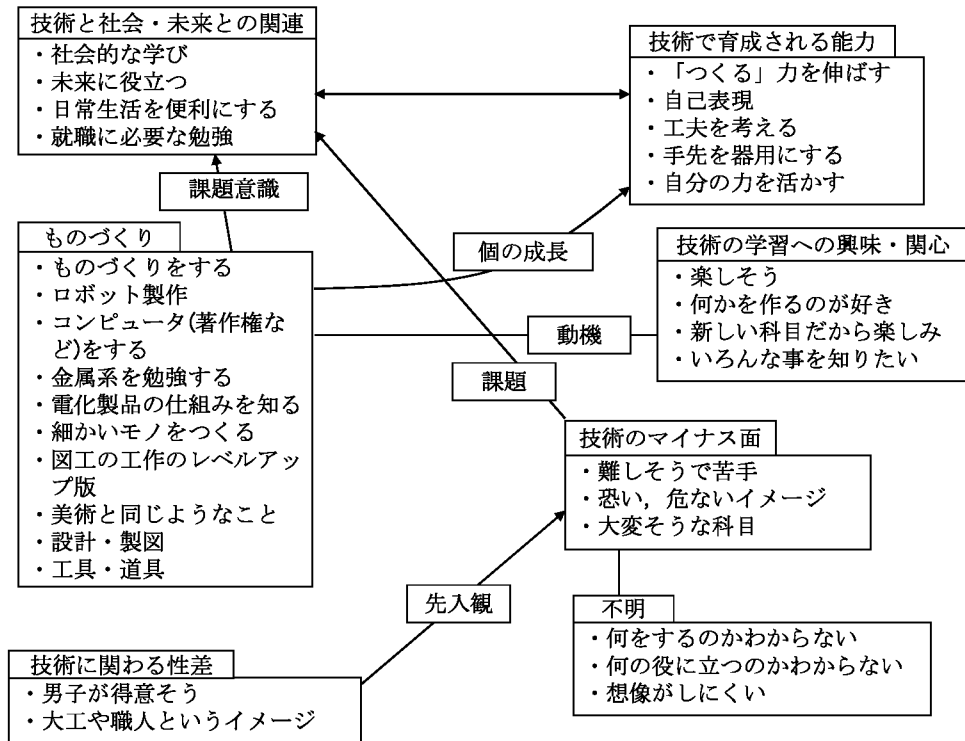 技術と社会・未来との関連
・社会的な学び
・未来に役立つ
・日常生活を便利にする
・就職に必要な勉強
技術で育成される能力
・「つくる」力を伸ばす
・自己表現
・工夫を考える
・手先を器用にする
・自分の力を活かす
課題意識
ものづくり
・ものづくりをする
・ロボット製作
・コンピュータ(著作権な
ど)をする
・金属系を勉強する
・電化製品の仕組みを知る
・細かいモノをつくる
・図工の工作のレベルアッ
プ版
・美術と同じようなこと
・設計・製図
・工具・道具
個の成長
技術の学習への興味・関心
・楽しそう
・何かを作るのが好き
・新しい科目だから楽しみ
・いろんな事を知りたい
動機
課題
技術のマイナス面
・難しそうで苦手
・恐い，危ないイメージ
・大変そうな科目
先入観
不明
・何をするのかわからない
・何の役に立つのかわからない
・想像がしにくい
技術に関わる性差
・男子が得意そう
・大工や職人というイメージ